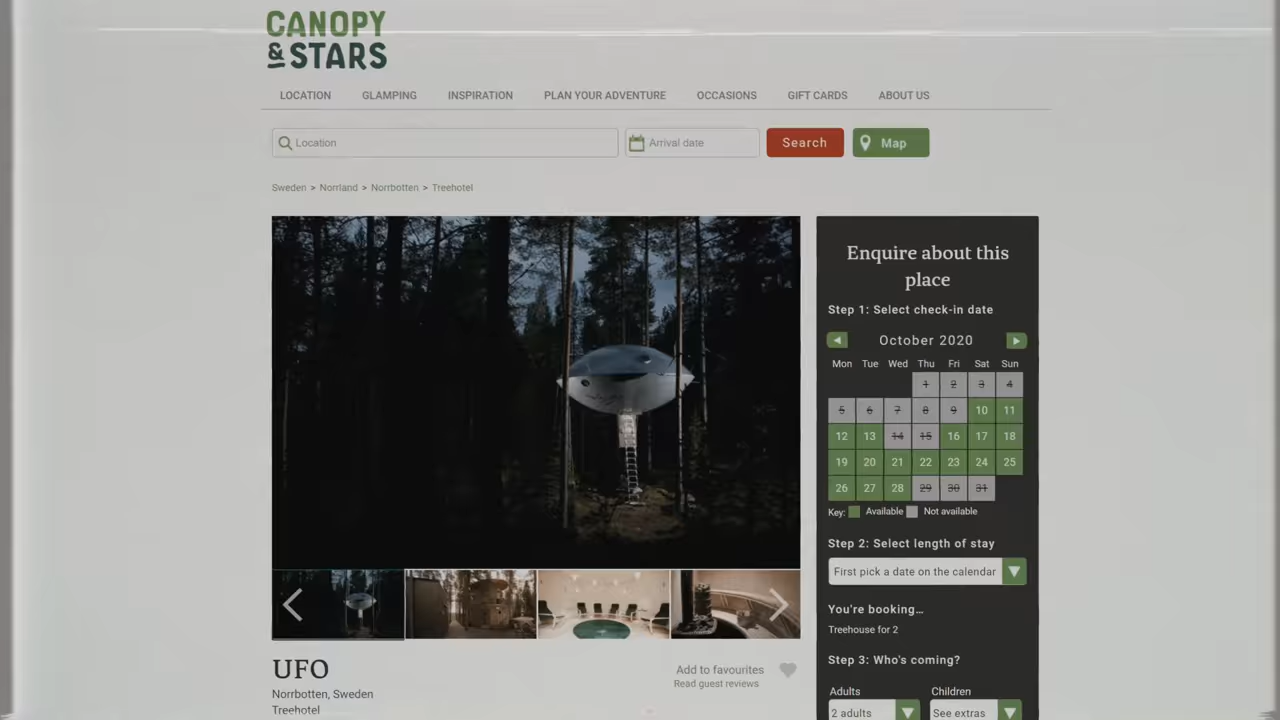 CANOPY
& STARS
LOCATION GLAMPING INSPIRATION PLAN YOUR ADVENTURE OCCASIONS GIFT CARDS ABOUT US
Location Arrival date Search Map
Sweden > Norrland > Norrbotten > Treehotel
Enquire about this
place
Step 1: Select check-in date
October 2020
Mon Tue Wed Thu Fri Sat Sun
1 2 3 4
5 6 7 8 9 10 11
12 13 14 15 16 17 18
19 20 21 22 23 24 25
26 27 28 29 30 31
Key: Available Not available
Step 2: Select length of stay
First pick a date on the calendar
You're booking…
Treehouse for 2
Step 3: Who's coming?
Adults Children
2 adults See extras
UFO
Add to favourites
Read guest reviews
Norrbotten, Sweden
Treehotel